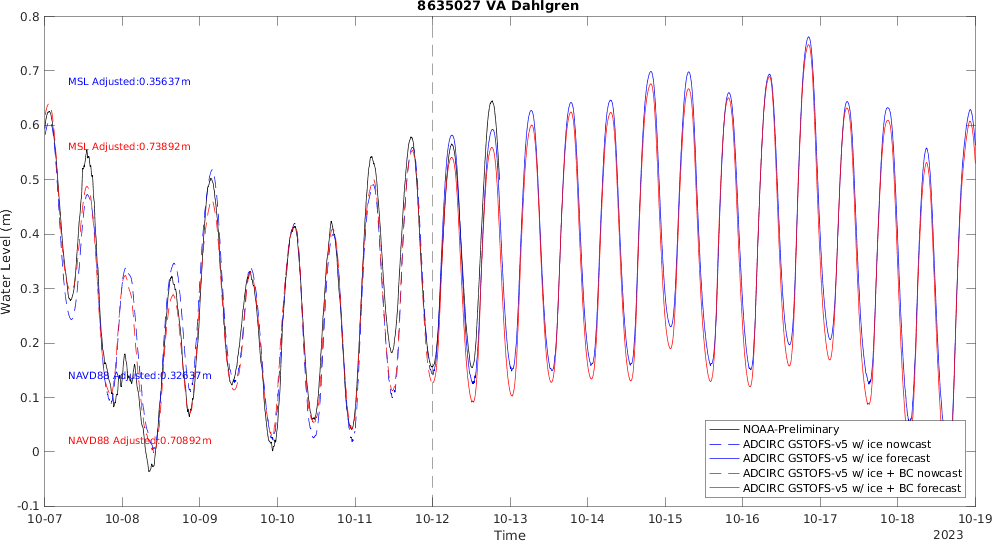 8635027 VA Dahlgren
0.8
0.7
0.6
0.5
0.4
0.3
0.2
0.1
0
-0.1
Water Level (m)
MSL Adjusted:0.35637m
MSL Adjusted:0.73892m
NAVD88 Adjusted:0.32637m
NAVD88 Adjusted:0.70892m
NOAA-Preliminary
ADCIRC GSTOFS-v5 w/ ice nowcast
ADCIRC GSTOFS-v5 w/ ice forecast
ADCIRC GSTOFS-v5 w/ ice + BC nowcast
ADCIRC GSTOFS-v5 w/ ice + BC forecast
10-07 10-08 10-09 10-10 10-11 10-12 10-13 10-14 10-15 10-16 10-17 10-18 10-19
Time
2023